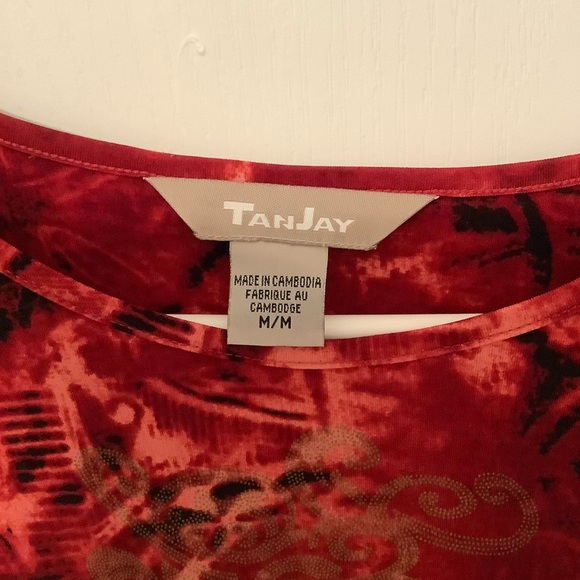 TANJAY
MADE IN CAMBODIA
FABRIQUE AU
CAMBODGE
M/M